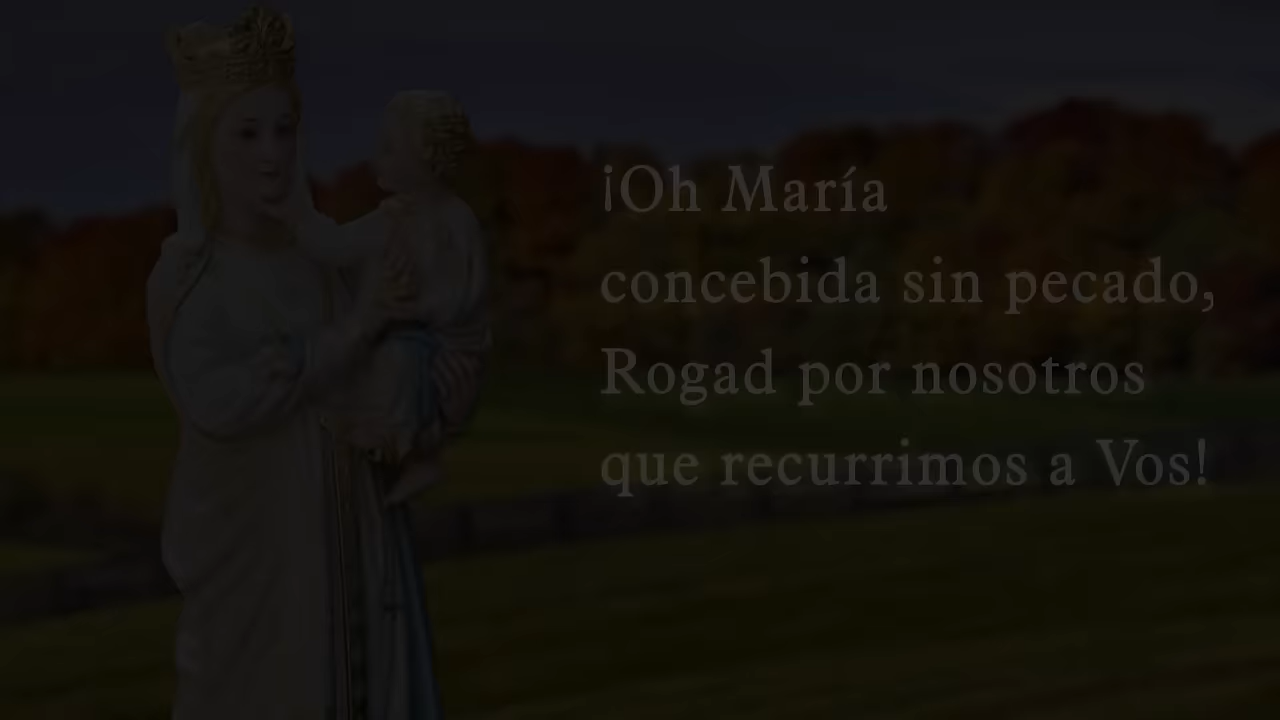 ¡Oh María
concebida sin pecado,
Rogad por nosotros
que recurrimos a Vos!